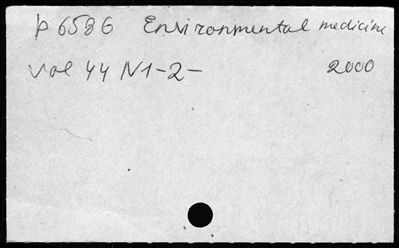 p 6586 Environmental medicine
Vol 44 N1-2- 2000